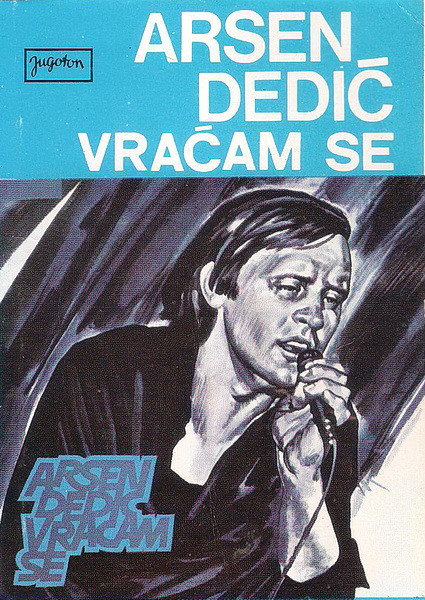 Jugoton
ARSEN
DEDIĆ
VRAĆAM SE
ARSEN
DEDIĆ
VRAĆAM
SE